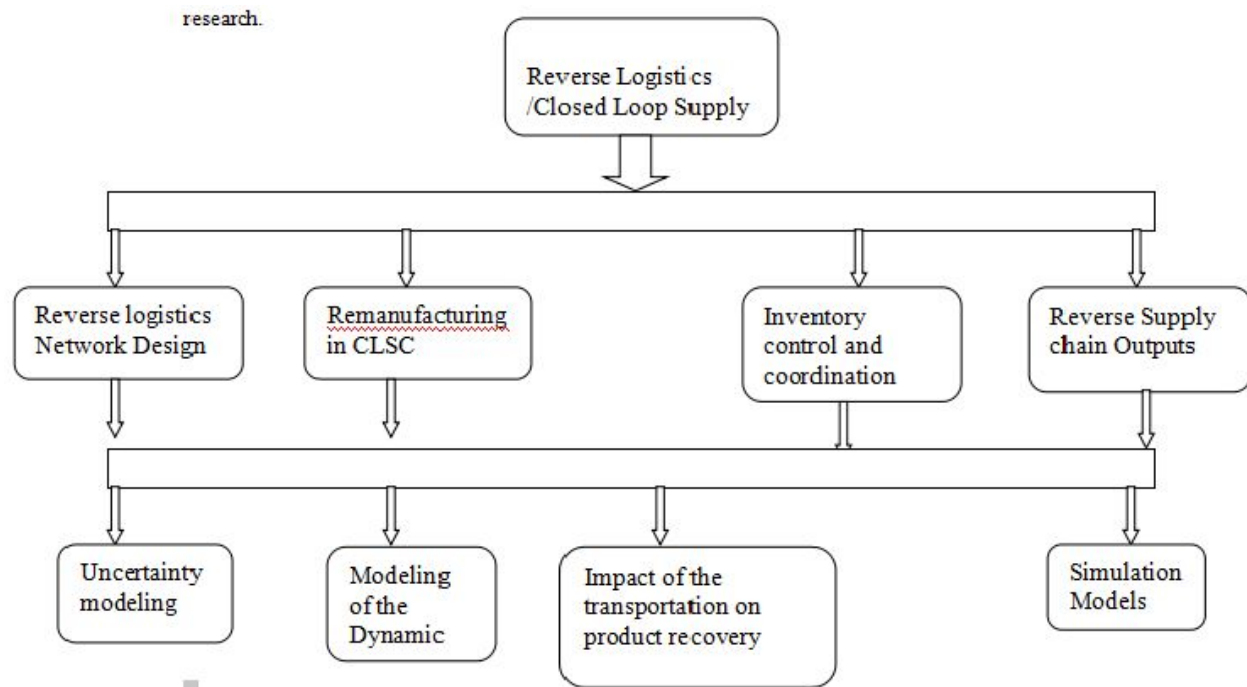 research.
Reverse Logistics
/Closed Loop Supply
Reverse logistics
Network Design
Remanufacturing
in CLSC
Inventory
control and
coordination
Reverse Supply
chain Outputs
Uncertainty
modeling
Modeling
of the
Dynamic
Impact of the
transportation on
product recovery
Simulation
Models